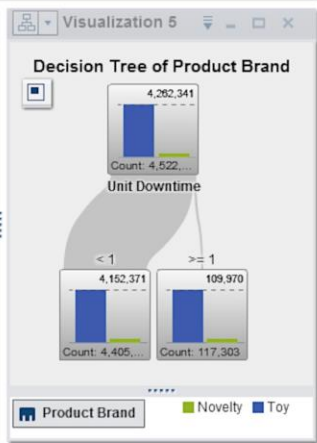 Visualization 5
Decision Tree of Product Brand
4,262,341
Count: 4,522,...
Unit Downtime
< 1
>= 1
4,152,371
109,970
Count: 4,405,...
Count: 117,303
Product Brand
Novelty
Toy